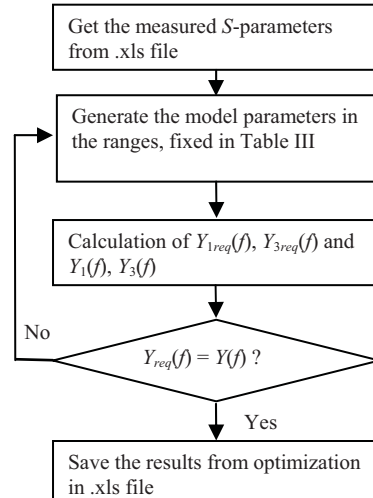 Get the measured S-parameters
from .xls file
Generate the model parameters in
the ranges, fixed in Table III
Calculation of Y1req(f), Y3req(f) and
Y1(f), Y3(f)
No
Yreq(f) = Y(f) ?
Yes
Save the results from optimization
in .xls file